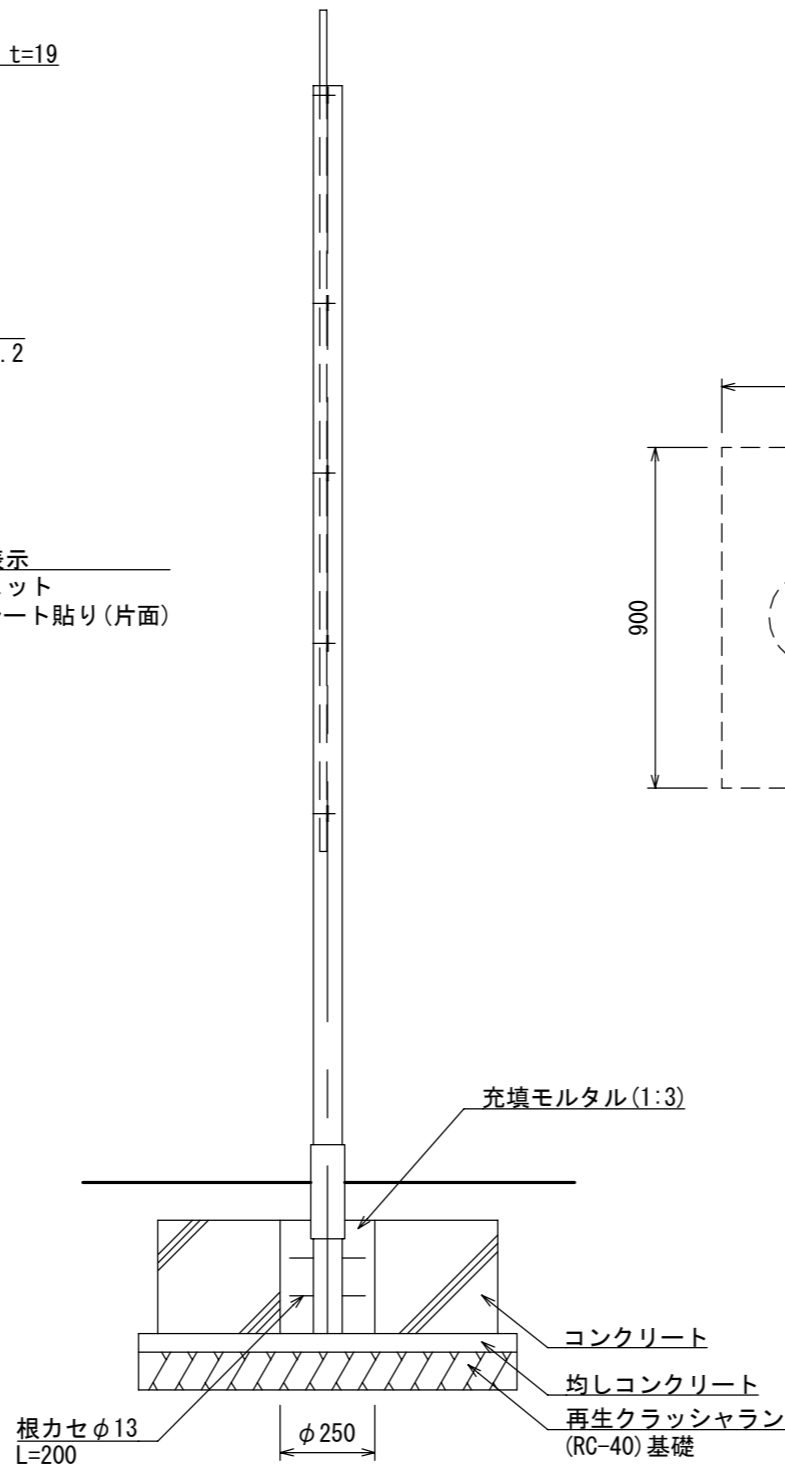 t=19
.2
表示
ット
ート貼り(片面)
900
充填モルタル(1:3)
コンクリート
均しコンクリート
再生クラッシャラン
(RC-40)基礎
根カセφ13
L=200
φ250